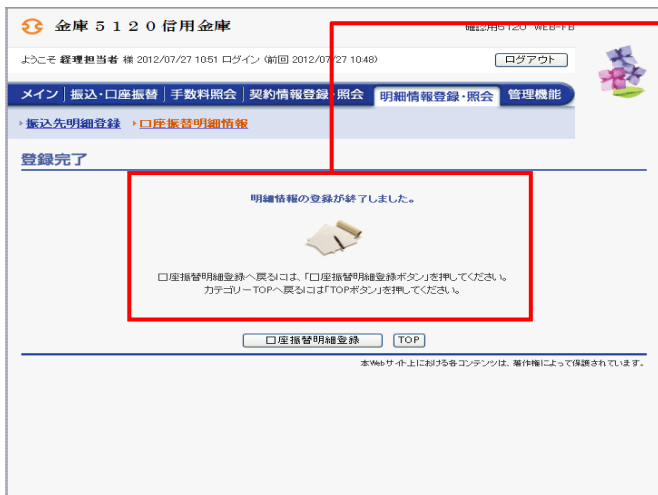 金庫５１２０信用金庫
確認用5120 WEB-FB
ようこそ 経理担当者 様 2012/07/27 10:51 ログイン (前回 2012/07/27 10:48)
ログアウト
メイン 振込・口座振替 手数料照会 契約情報登録・照会 明細情報登録・照会 管理機能
振込先明細登録 口座振替明細情報
登録完了
明細情報の登録が終了しました。
口座振替明細登録へ戻るには、「口座振替明細登録ボタン」を押してください。
カテゴリーTOPへ戻るには「TOPボタン」を押してください。
口座振替明細登録 TOP
本Webサイト上における各コンテンツは、著作権によって保護されています。